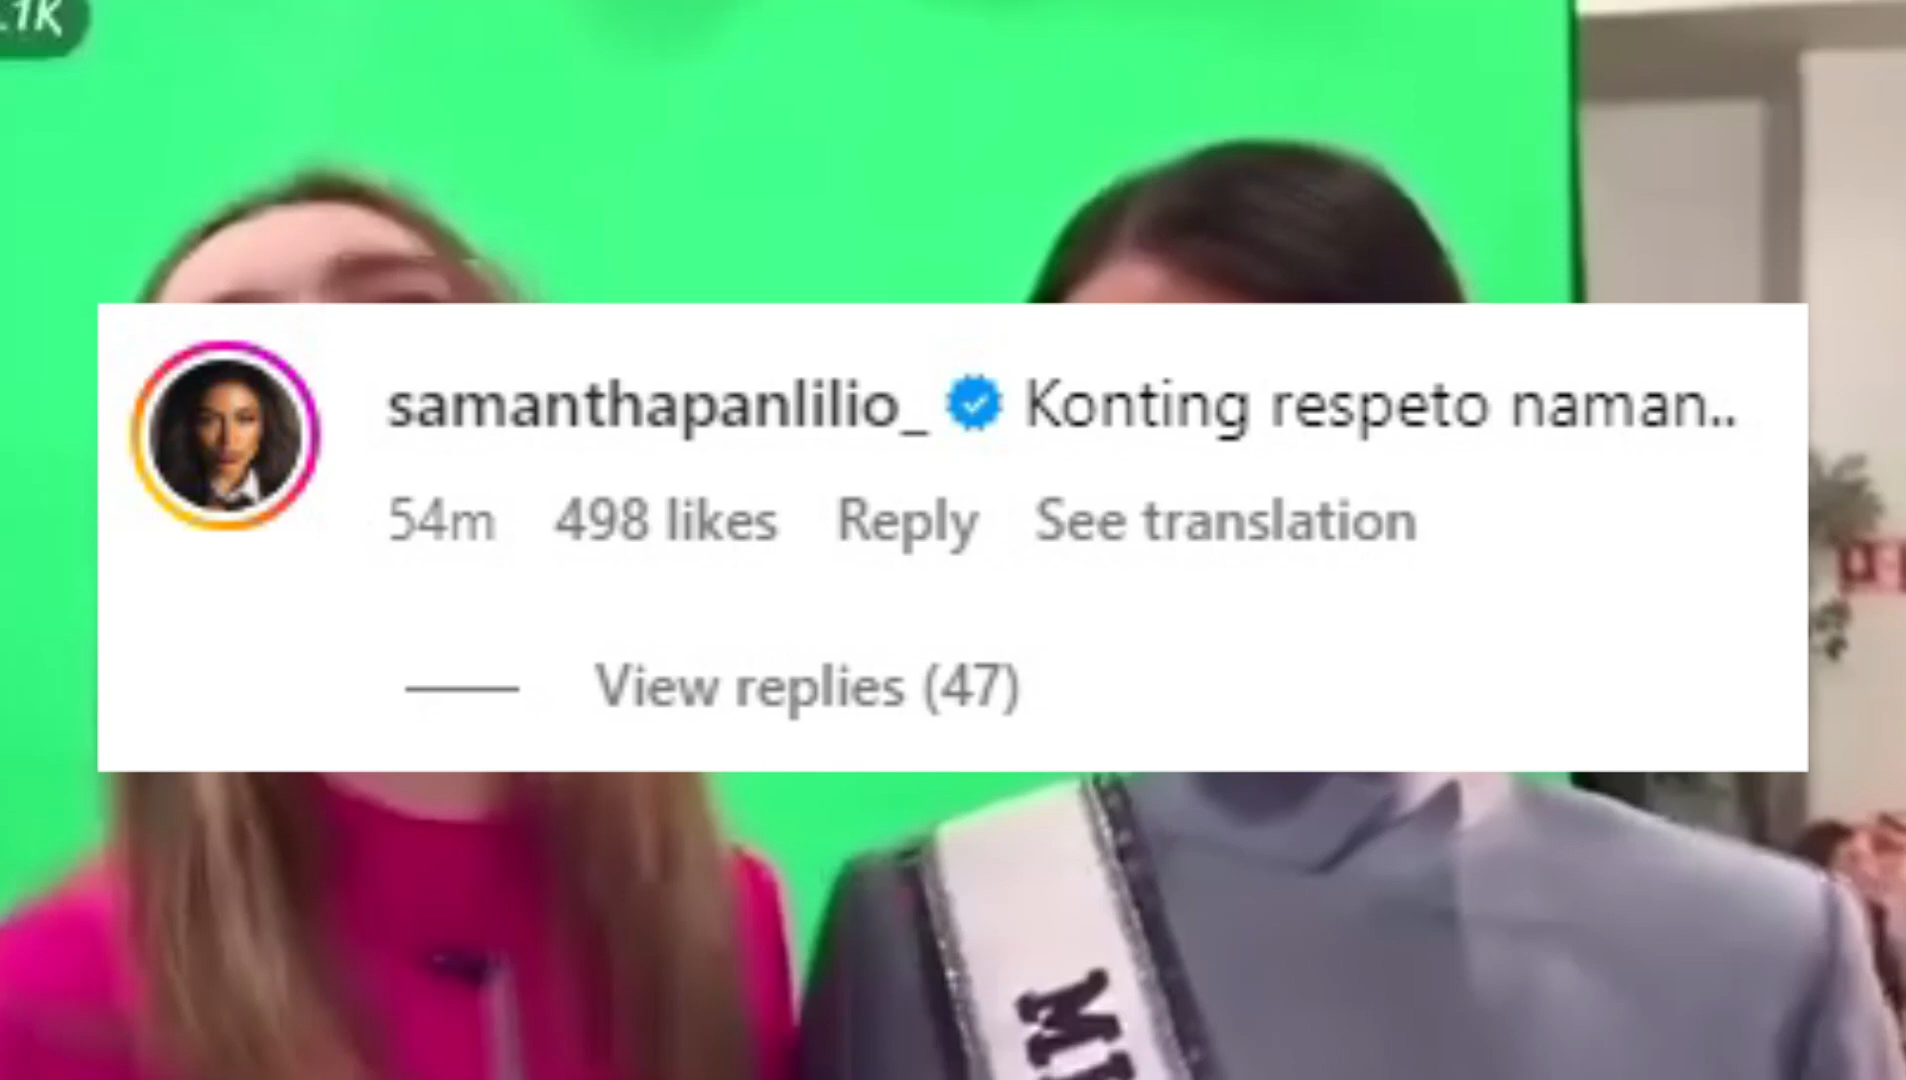 .1K
samanthapanlilio_ Konting respeto naman..
54m 498 likes Reply See translation
View replies (47)